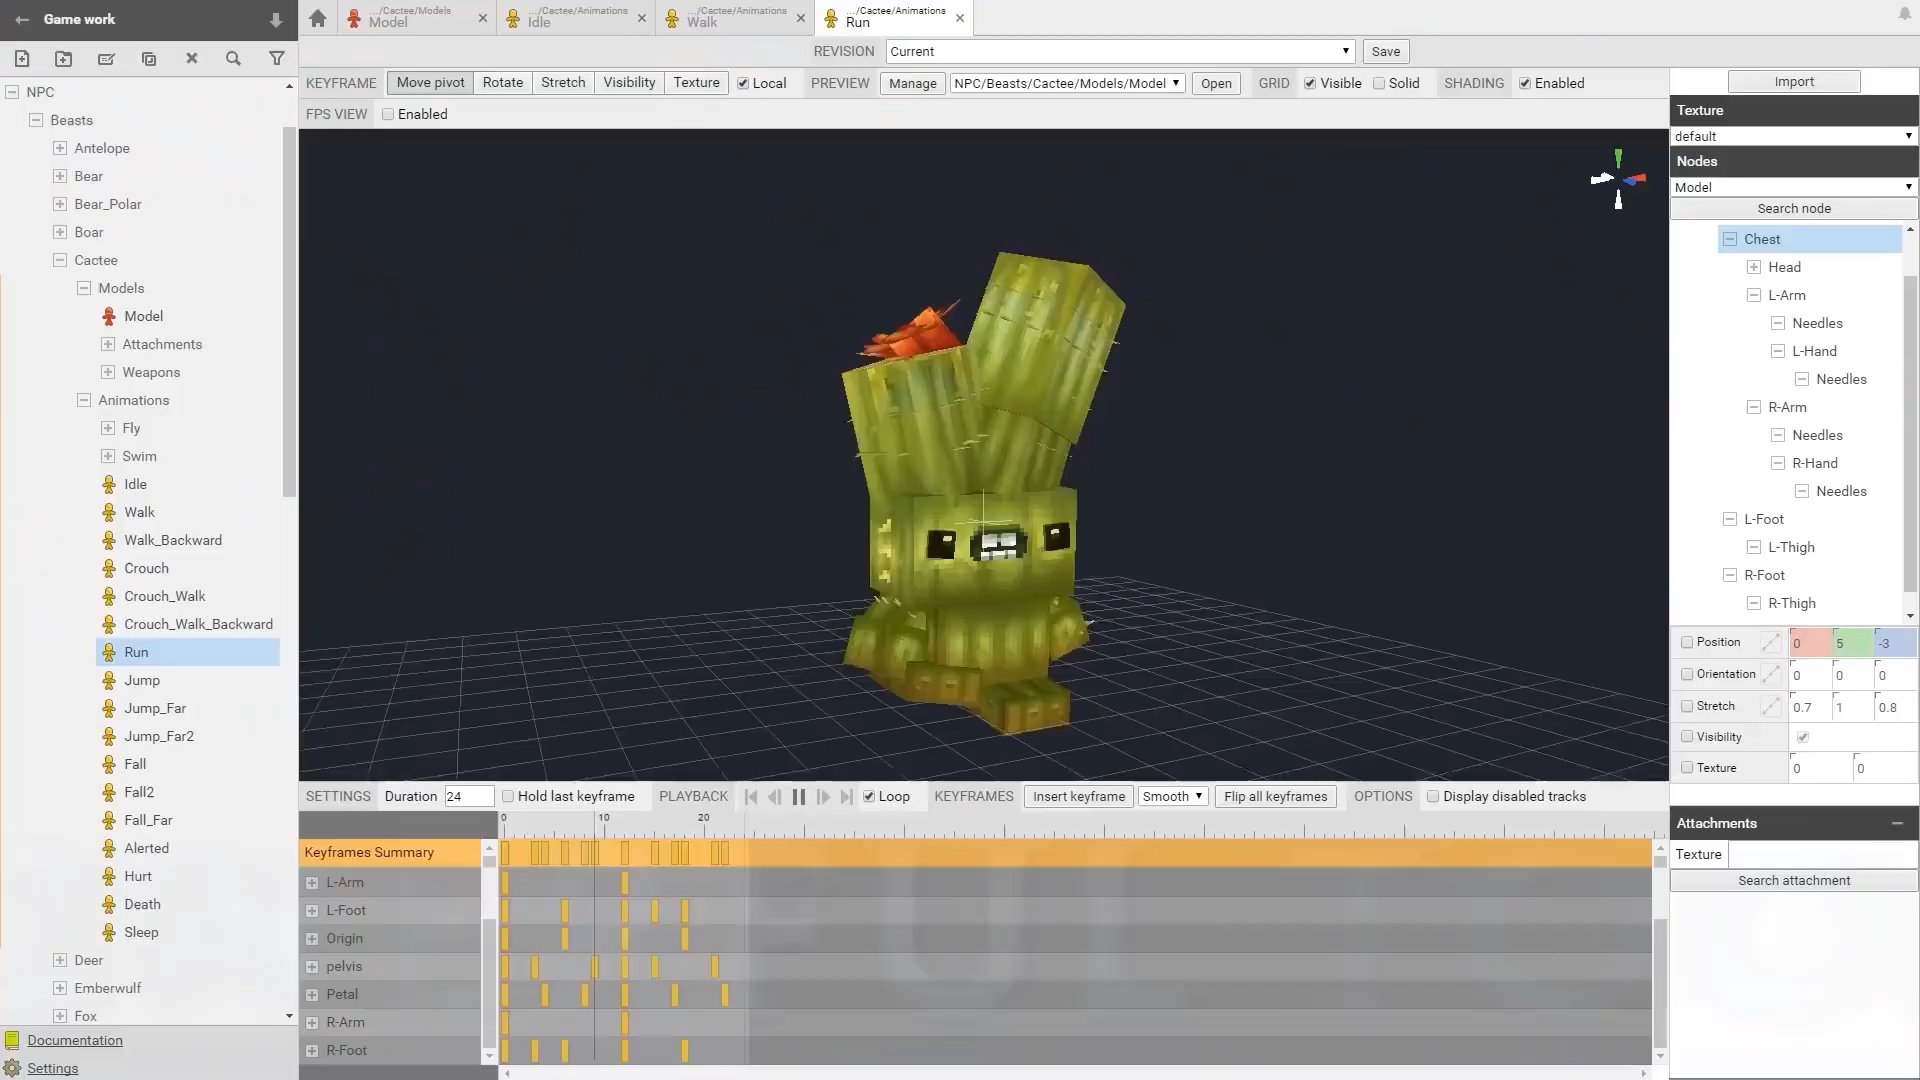 Game work
.../Cactee/Models
Model
.../Cactee/Animations
Idle
.../Cactee/Animations
Walk
.../Cactee/Animations
Run
REVISION Current Save
KEYFRAME Move pivot Rotate Stretch Visibility Texture Local PREVIEW Manage NPC/Beasts/Cactee/Models/Model Open GRID Visible Solid SHADING Enabled
FPS VIEW Enabled
NPC
Beasts
Antelope
Bear
Bear_Polar
Boar
Cactee
Models
Model
Attachments
Weapons
Animations
Fly
Swim
Idle
Walk
Walk_Backward
Crouch
Crouch_Walk
Crouch_Walk_Backward
Run
Jump
Jump_Far
Jump_Far2
Fall
Fall2
Fall_Far
Alerted
Hurt
Death
Sleep
Deer
Emberwulf
Fox
Documentation
Settings
Import
Texture
default
Nodes
Model
Search node
Chest
Head
L-Arm
Needles
L-Hand
Needles
R-Arm
Needles
R-Hand
Needles
L-Foot
L-Thigh
R-Foot
R-Thigh
Position 0 5 -3
Orientation 0 0 0
Stretch 0.7 1 0.8
Visibility
Texture 0 0
Attachments
Texture
Search attachment
SETTINGS Duration 24 Hold last keyframe PLAYBACK Loop KEYFRAMES Insert keyframe Smooth Flip all keyframes OPTIONS Display disabled tracks
0 10 20
Keyframes Summary
L-Arm
L-Foot
Origin
pelvis
Petal
R-Arm
R-Foot